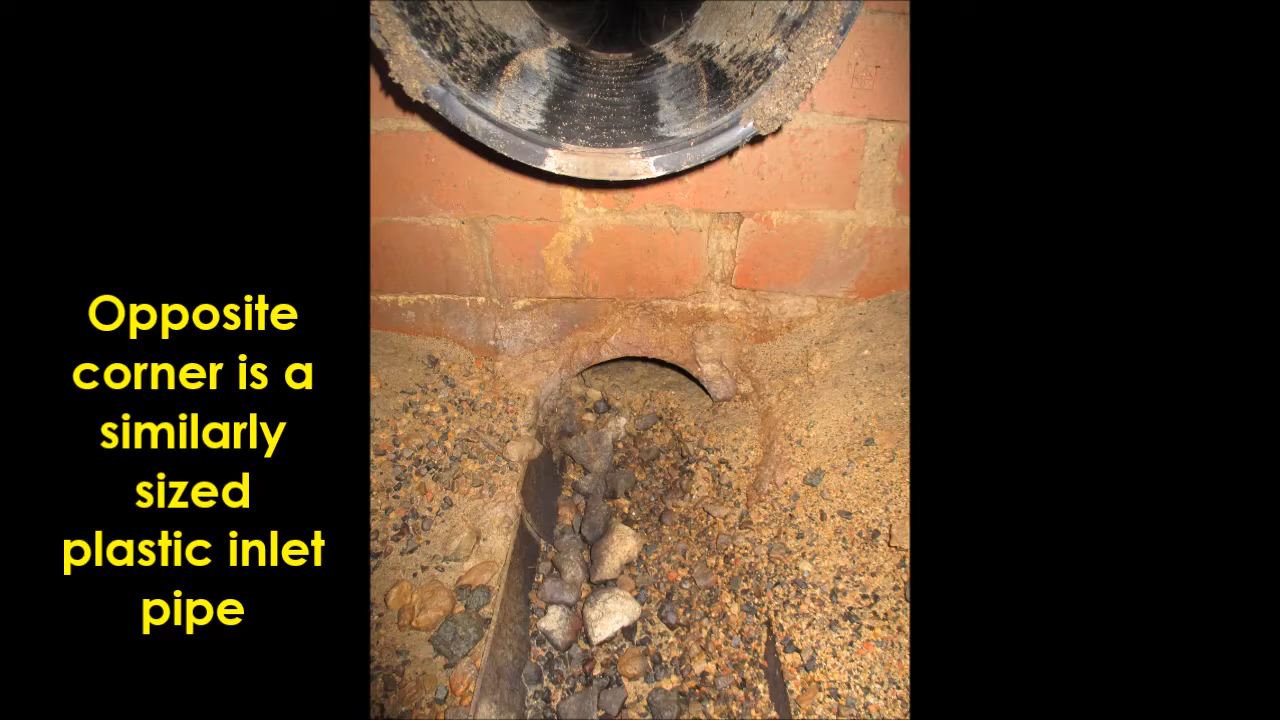 Opposite
corner is a
similarly
sized
plastic inlet
pipe